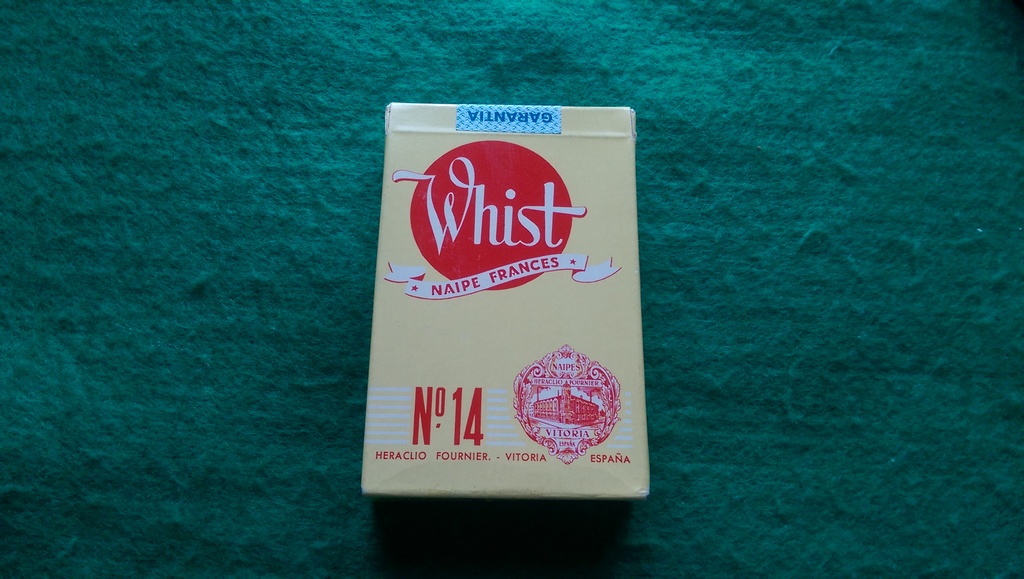 GARANTIA
Whist
NAIPE FRANCES
Nº 14
NAIPES
HERACLIO FOURNIER
VITORIA
ESPAÑA
HERACLIO FOURNIER. - VITORIA ESPAÑA